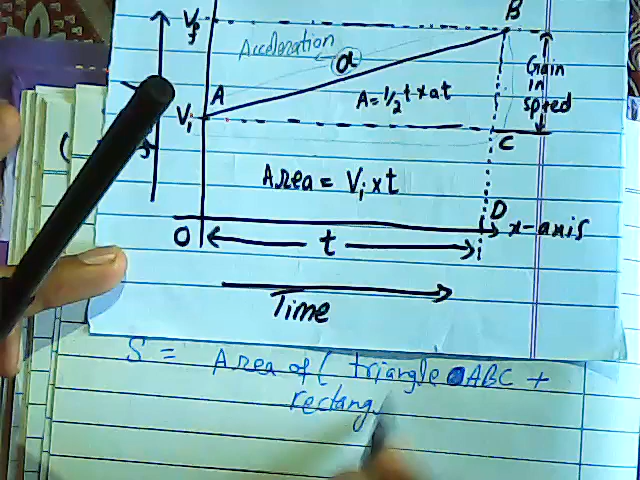 Vf
B
Acceleration
a
Gain
in
speed
A
A = 1/2 t x at
Vi
C
Area = Vi x t
D
O
t
x-axis
Time
S = Area of ( triangle ABC +
rectang